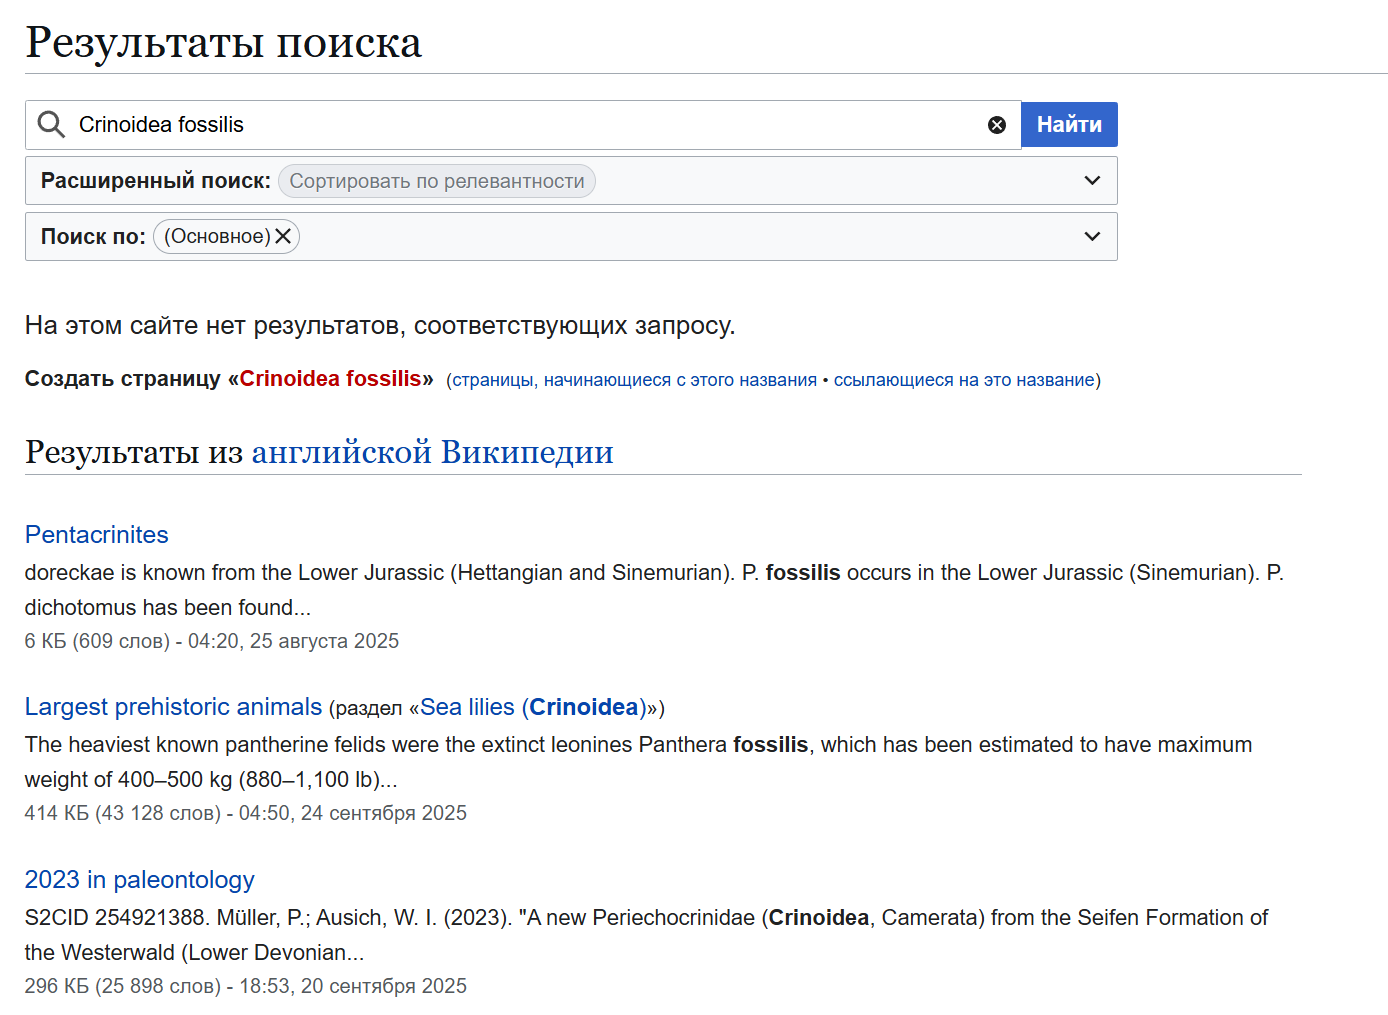 Результаты поиска
Crinoidea fossilis
Найти
Расширенный поиск: Сортировать по релевантности
Поиск по: (Основное)
На этом сайте нет результатов, соответствующих запросу.
Создать страницу «Crinoidea fossilis» (страницы, начинающиеся с этого названия • ссылающиеся на это название)
Результаты из английской Википедии
Pentacrinites
doreckae is known from the Lower Jurassic (Hettangian and Sinemurian). P. fossilis occurs in the Lower Jurassic (Sinemurian). P.
dichotomus has been found...
6 КБ (609 слов) - 04:20, 25 августа 2025
Largest prehistoric animals (раздел «Sea lilies (Crinoidea)»)
The heaviest known pantherine felids were the extinct leonines Panthera fossilis, which has been estimated to have maximum
weight of 400–500 kg (880–1,100 lb)...
414 КБ (43 128 слов) - 04:50, 24 сентября 2025
2023 in paleontology
S2CID 254921388. Müller, P.; Ausich, W. I. (2023). "A new Periechocrinidae (Crinoidea, Camerata) from the Seifen Formation of
the Westerwald (Lower Devonian...
296 КБ (25 898 слов) - 18:53, 20 сентября 2025